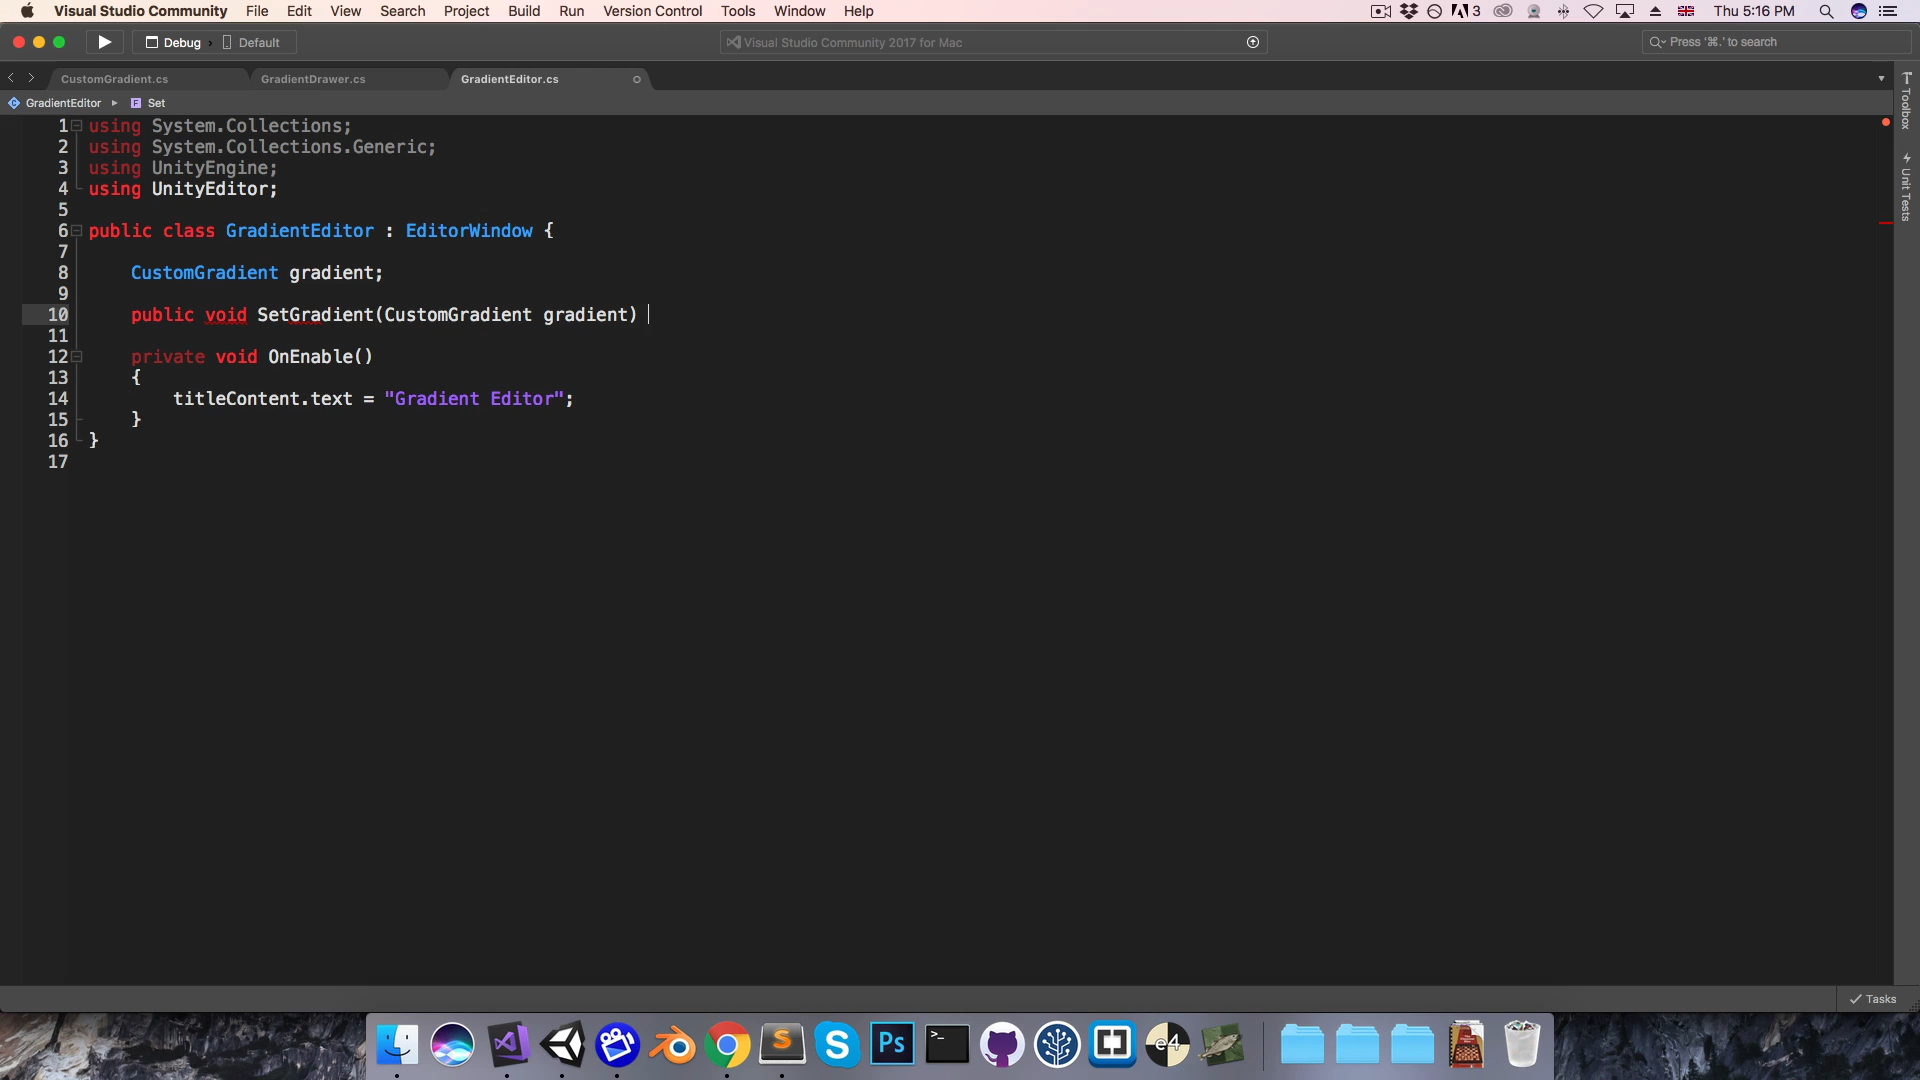 Visual Studio Community File Edit View Search Project Build Run Version Control Tools Window Help 3 Thu 5:16 PM
Debug › Default Visual Studio Community 2017 for Mac Press '⌘.' to search
CustomGradient.cs GradientDrawer.cs GradientEditor.cs
GradientEditor ▸ F Set
Toolbox
Unit Tests
1 using System.Collections;
2 using System.Collections.Generic;
3 using UnityEngine;
4 using UnityEditor;
5
6 public class GradientEditor : EditorWindow {
7
8 CustomGradient gradient;
9
10 public void SetGradient(CustomGradient gradient)
11
12 private void OnEnable()
13 {
14 titleContent.text = "Gradient Editor";
15 }
16 }
17
Tasks
S S Ps >_ e4